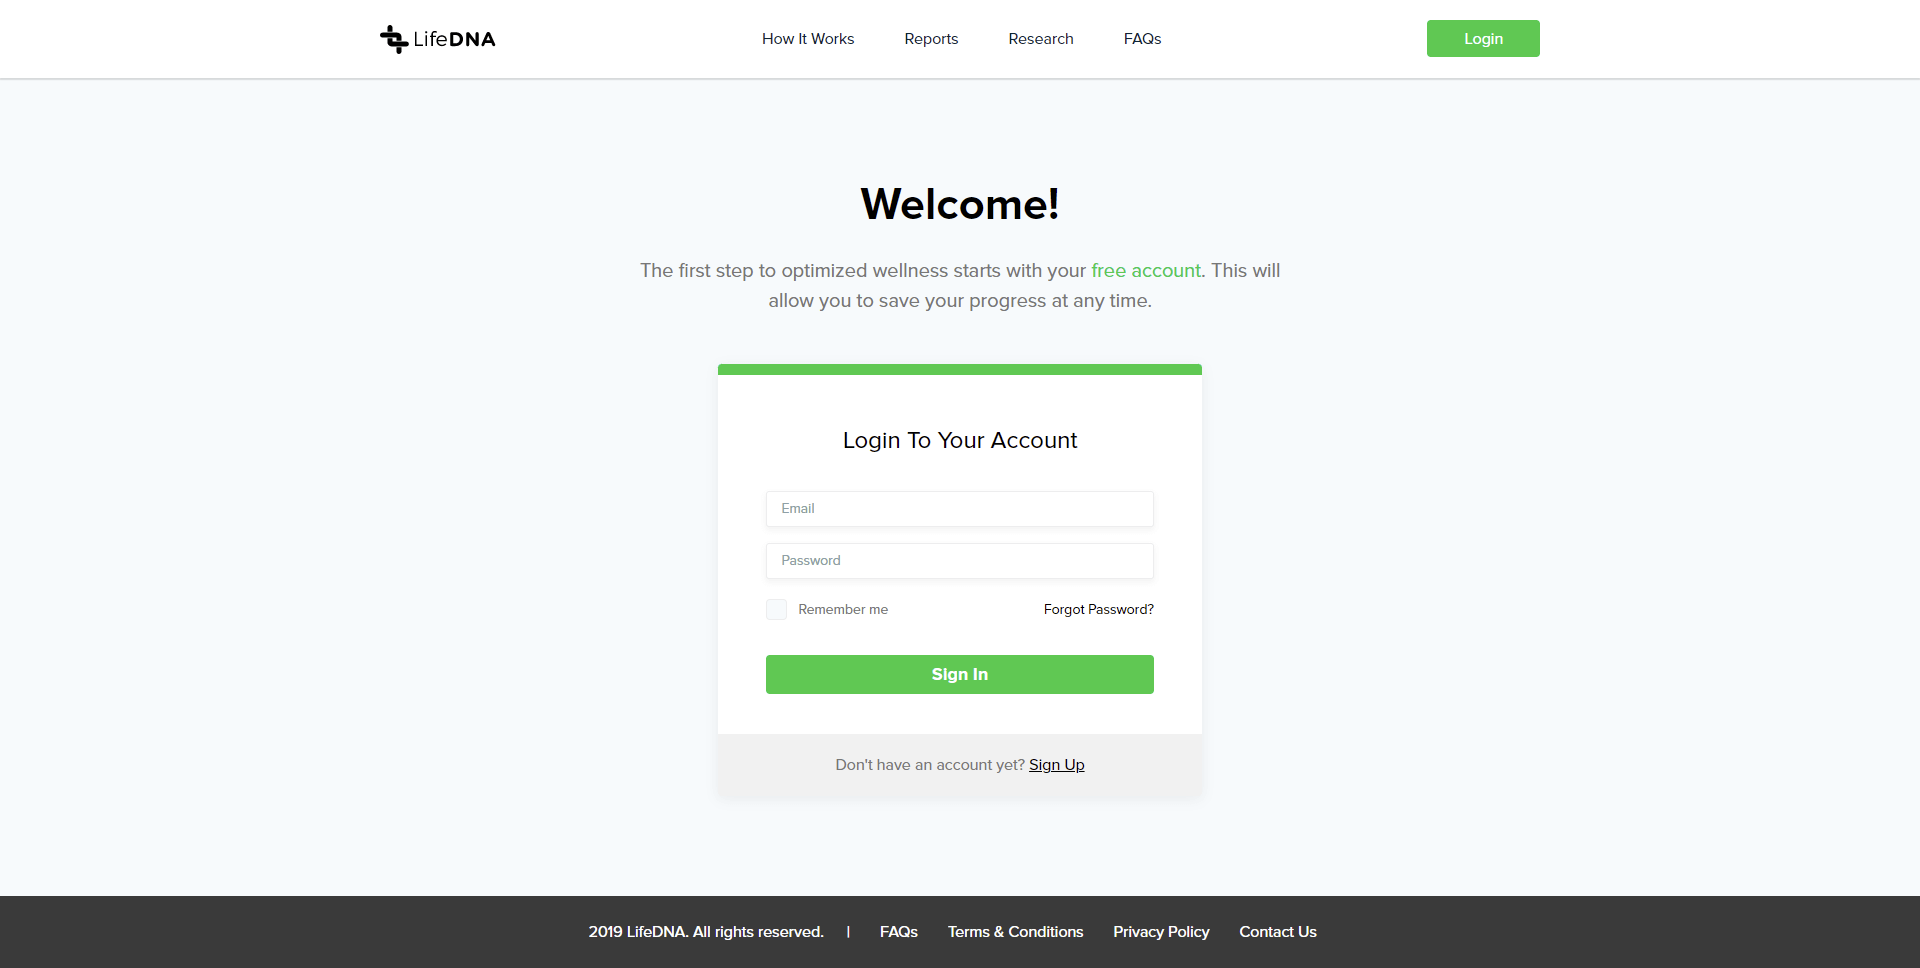 LifeDNA
How It Works
Reports
Research
FAQs
Login
Welcome!
The first step to optimized wellness starts with your free account. This will
allow you to save your progress at any time.
Login To Your Account
Email
Password
Remember me
Forgot Password?
Sign In
Don't have an account yet? Sign Up
2019 LifeDNA. All rights reserved. | FAQs Terms & Conditions Privacy Policy Contact Us